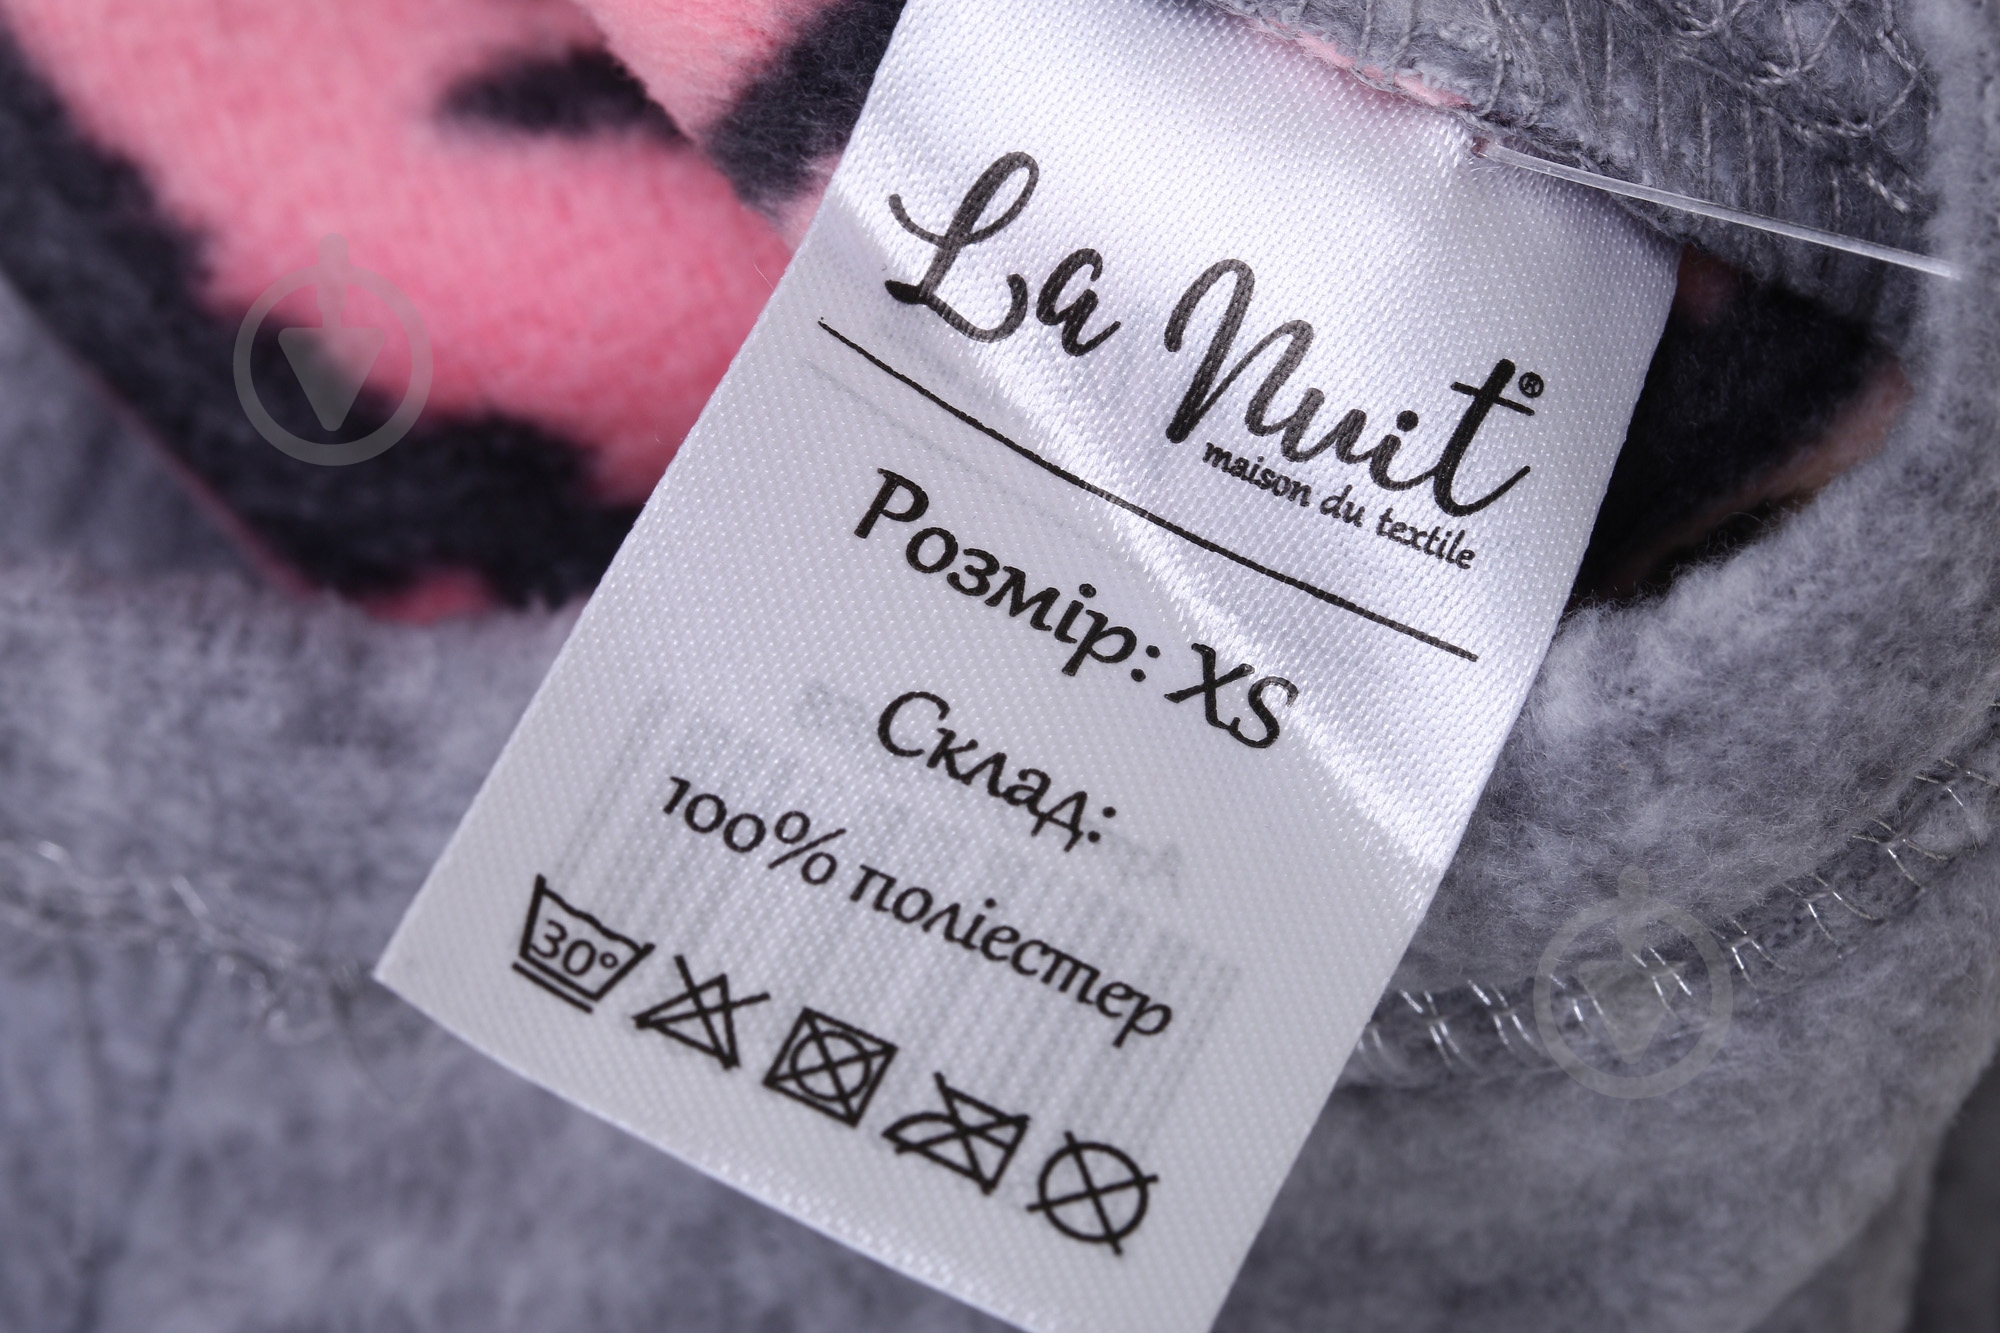 La Nuit®
maison du textile
Розмір: XS
Склад:
100% поліестер
30°